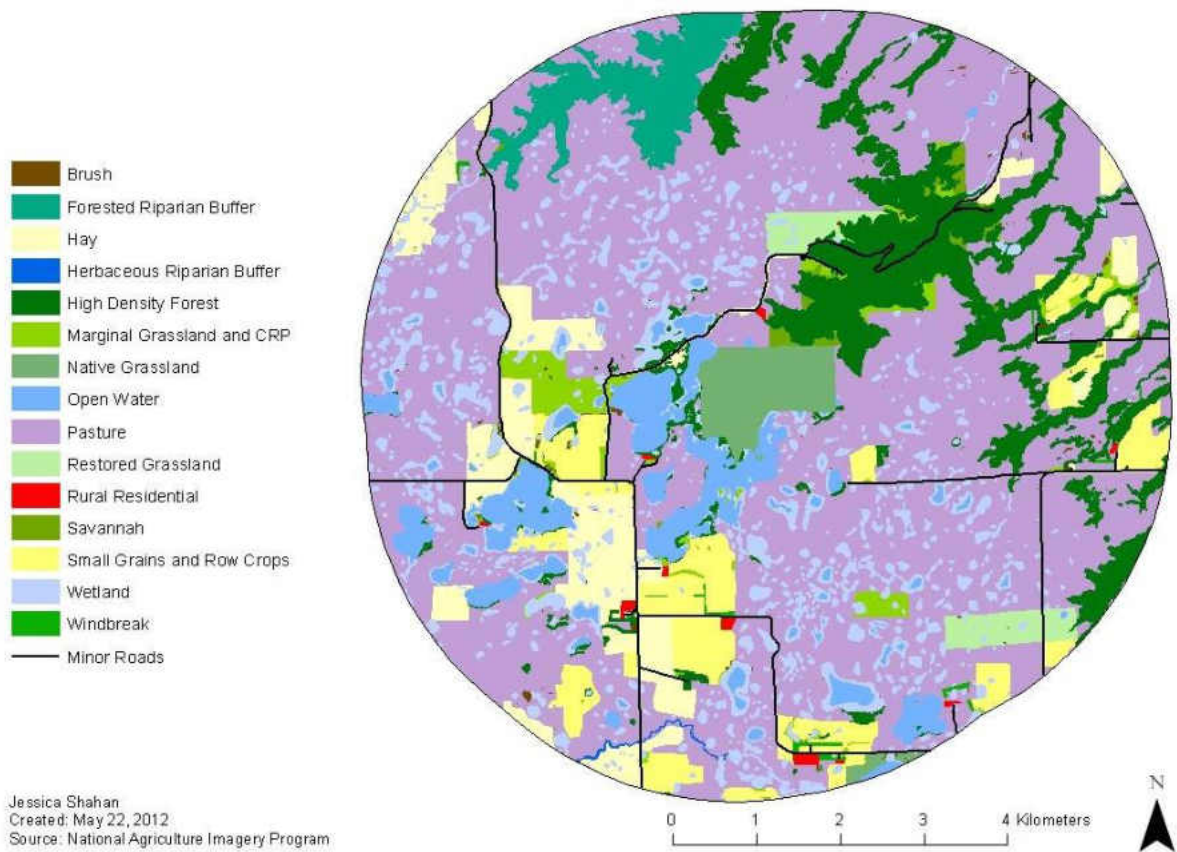 Brush
Forested Riparian Buffer
Hay
Herbaceous Riparian Buffer
High Density Forest
Marginal Grassland and CRP
Native Grassland
Open Water
Pasture
Restored Grassland
Rural Residential
Savannah
Small Grains and Row Crops
Wetland
Windbreak
Minor Roads
Jessica Shahan
Created: May 22, 2012
Source: National Agriculture Imagery Program
0 1 2 3 4 Kilometers
N